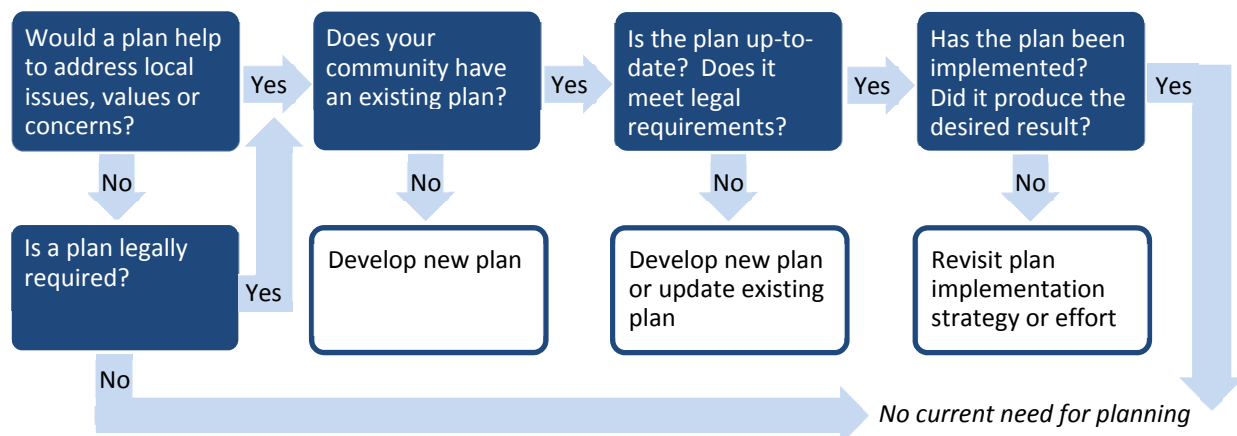 Would a plan help
to address local
issues, values or
concerns?
Yes
Does your
community have
an existing plan?
Yes
Is the plan up-to-
date?  Does it
meet legal
requirements?
Yes
Has the plan been
implemented?
Did it produce the
desired result?
Yes
No
No
No
No
Is a plan legally
required?
Yes
Develop new plan
Develop new plan
or update existing
plan
Revisit plan
implementation
strategy or effort
No
No current need for planning